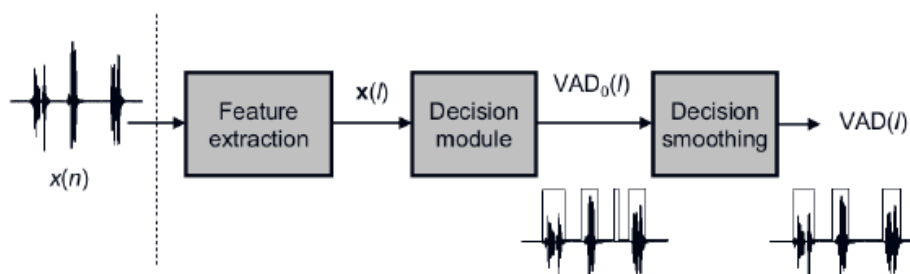 x(n)
Feature
extraction
x(l)
Decision
module
VAD₀(l)
Decision
smoothing
VAD(l)